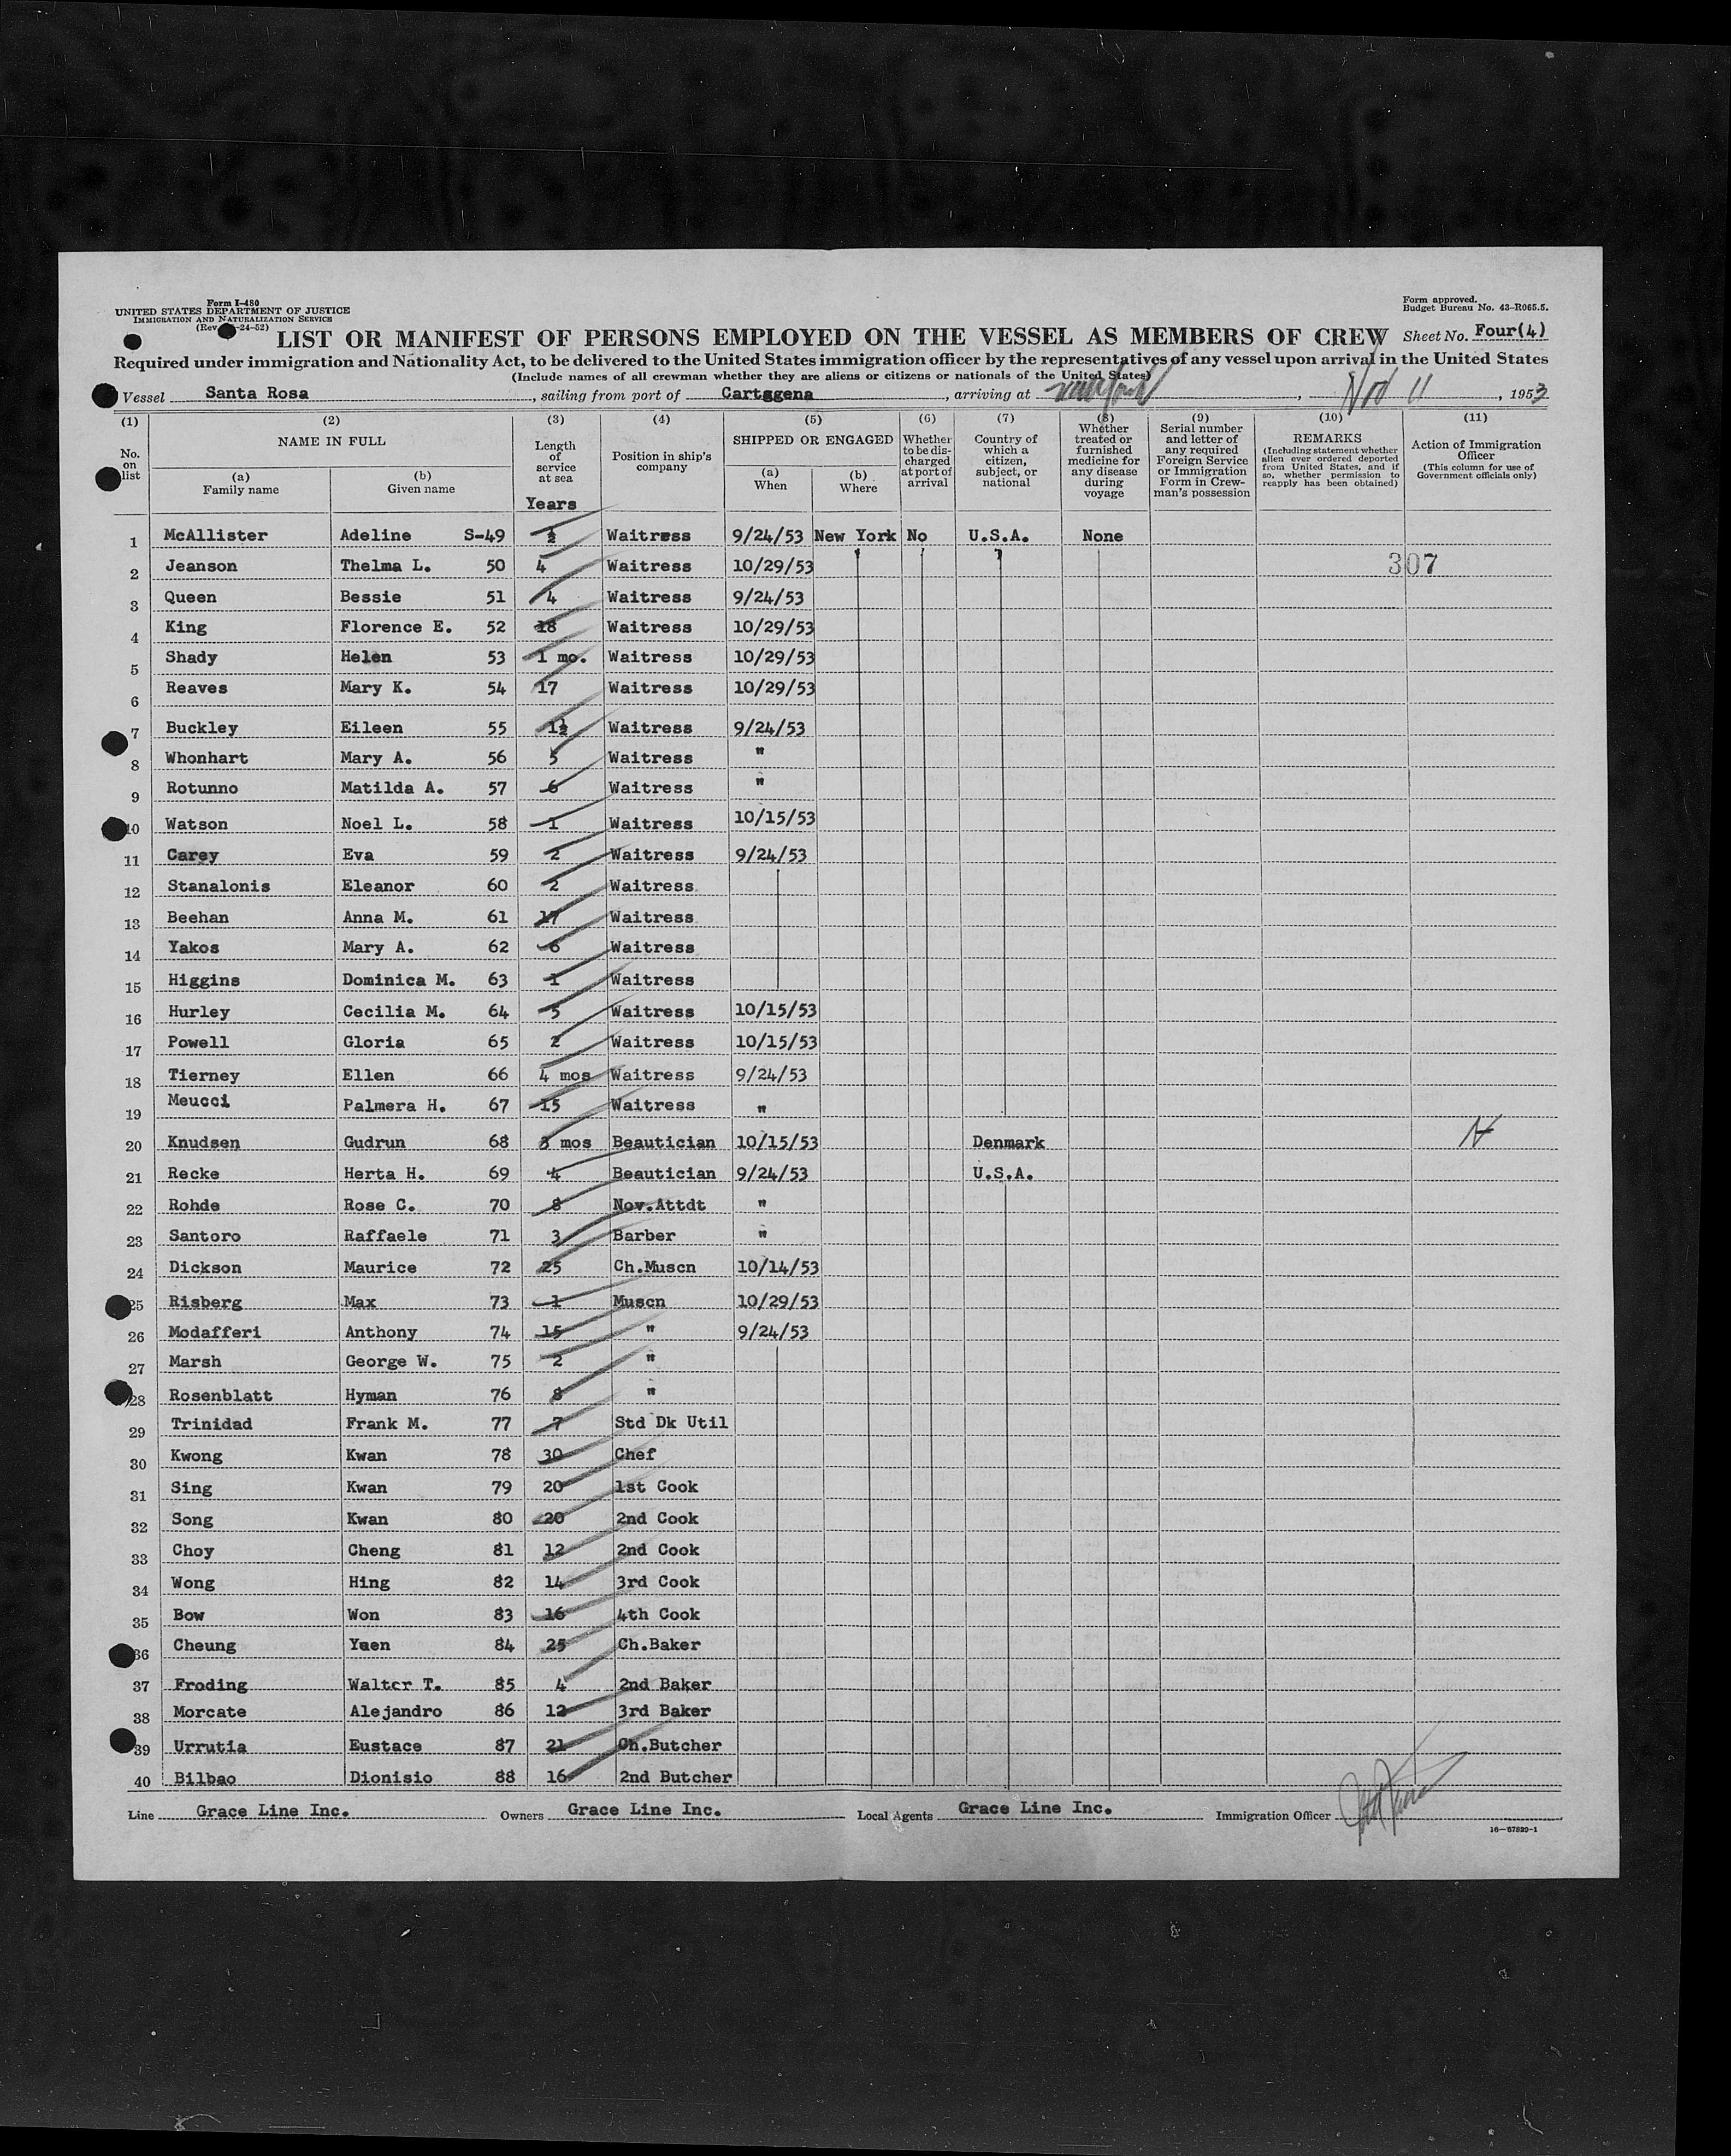 Form I-480
UNITED STATES DEPARTMENT OF JUSTICE
IMMIGRATION AND NATURALIZATION SERVICE
(Rev -24-52)
Form approved.
Budget Bureau No. 43-R065.5.
LIST OR MANIFEST OF PERSONS EMPLOYED ON THE VESSEL AS MEMBERS OF CREW Sheet No. Four(4)
Required under immigration and Nationality Act, to be delivered to the United States immigration officer by the representatives of any vessel upon arrival in the United States
(Include names of all crewman whether they are aliens or citizens or nationals of the United States)
Vessel Santa Rosa, sailing from port of Cartagena, arriving at New York, Nov 11, 1953
(1) No. on list
(2) NAME IN FULL
(a) Family name
(b) Given name
(3) Length of service at sea
Years
(4) Position in ship's company
(5) SHIPPED OR ENGAGED
(a) When
(b) Where
(6) Whether to be discharged at port of arrival
(7) Country of which a citizen, subject, or national
(8) Whether treated or furnished medicine for any disease during voyage
(9) Serial number and letter of any required Foreign Service or Immigration Form in Crewman's possession
(10) REMARKS (Including statement whether alien ever ordered deported from United States, and if so, whether permission to reapply has been obtained)
(11) Action of Immigration Officer (This column for use of Government officials only)
1 McAllister Adeline S-49 ½ Waitress 9/24/53 New York No U.S.A. None
2 Jeanson Thelma L. 50 4 Waitress 10/29/53 307
3 Queen Bessie 51 4 Waitress 9/24/53
4 King Florence E. 52 18 Waitress 10/29/53
5 Shady Helen 53 1 mo. Waitress 10/29/53
6 Reaves Mary K. 54 17 Waitress 10/29/53
7 Buckley Eileen 55 1½ Waitress 9/24/53
8 Whonhart Mary A. 56 5 Waitress "
9 Rotunno Matilda A. 57 6 Waitress "
10 Watson Noel L. 58 1 Waitress 10/15/53
11 Carey Eva 59 2 Waitress 9/24/53
12 Stanalonis Eleanor 60 2 Waitress
13 Beehan Anna M. 61 17 Waitress
14 Yakos Mary A. 62 6 Waitress
15 Higgins Dominica M. 63 1 Waitress
16 Hurley Cecilia M. 64 5 Waitress 10/15/53
17 Powell Gloria 65 2 Waitress 10/15/53
18 Tierney Ellen 66 4 mos Waitress 9/24/53
19 Meucci Palmera H. 67 15 Waitress "
20 Knudsen Gudrun 68 8 mos Beautician 10/15/53 Denmark
21 Recke Herta H. 69 4 Beautician 9/24/53 U.S.A.
22 Rohde Rose C. 70 8 Nov.Attdt "
23 Santoro Raffaele 71 3 Barber "
24 Dickson Maurice 72 25 Ch.Muscn 10/14/53
25 Risberg Max 73 1 Muscn 10/29/53
26 Modafferi Anthony 74 15 " 9/24/53
27 Marsh George W. 75 2 "
28 Rosenblatt Hyman 76 8 "
29 Trinidad Frank M. 77 7 Std Dk Util
30 Kwong Kwan 78 30 Chef
31 Sing Kwan 79 20 1st Cook
32 Song Kwan 80 20 2nd Cook
33 Choy Cheng 81 12 2nd Cook
34 Wong Hing 82 14 3rd Cook
35 Bow Won 83 16 4th Cook
36 Cheung Yuen 84 25 Ch.Baker
37 Froding Walter T. 85 4 2nd Baker
38 Morcate Alejandro 86 12 3rd Baker
39 Urrutia Eustace 87 21 Ch.Butcher
40 Bilbao Dionisio 88 16 2nd Butcher
Line Grace Line Inc. Owners Grace Line Inc. Local Agents Grace Line Inc. Immigration Officer
16-67829-1